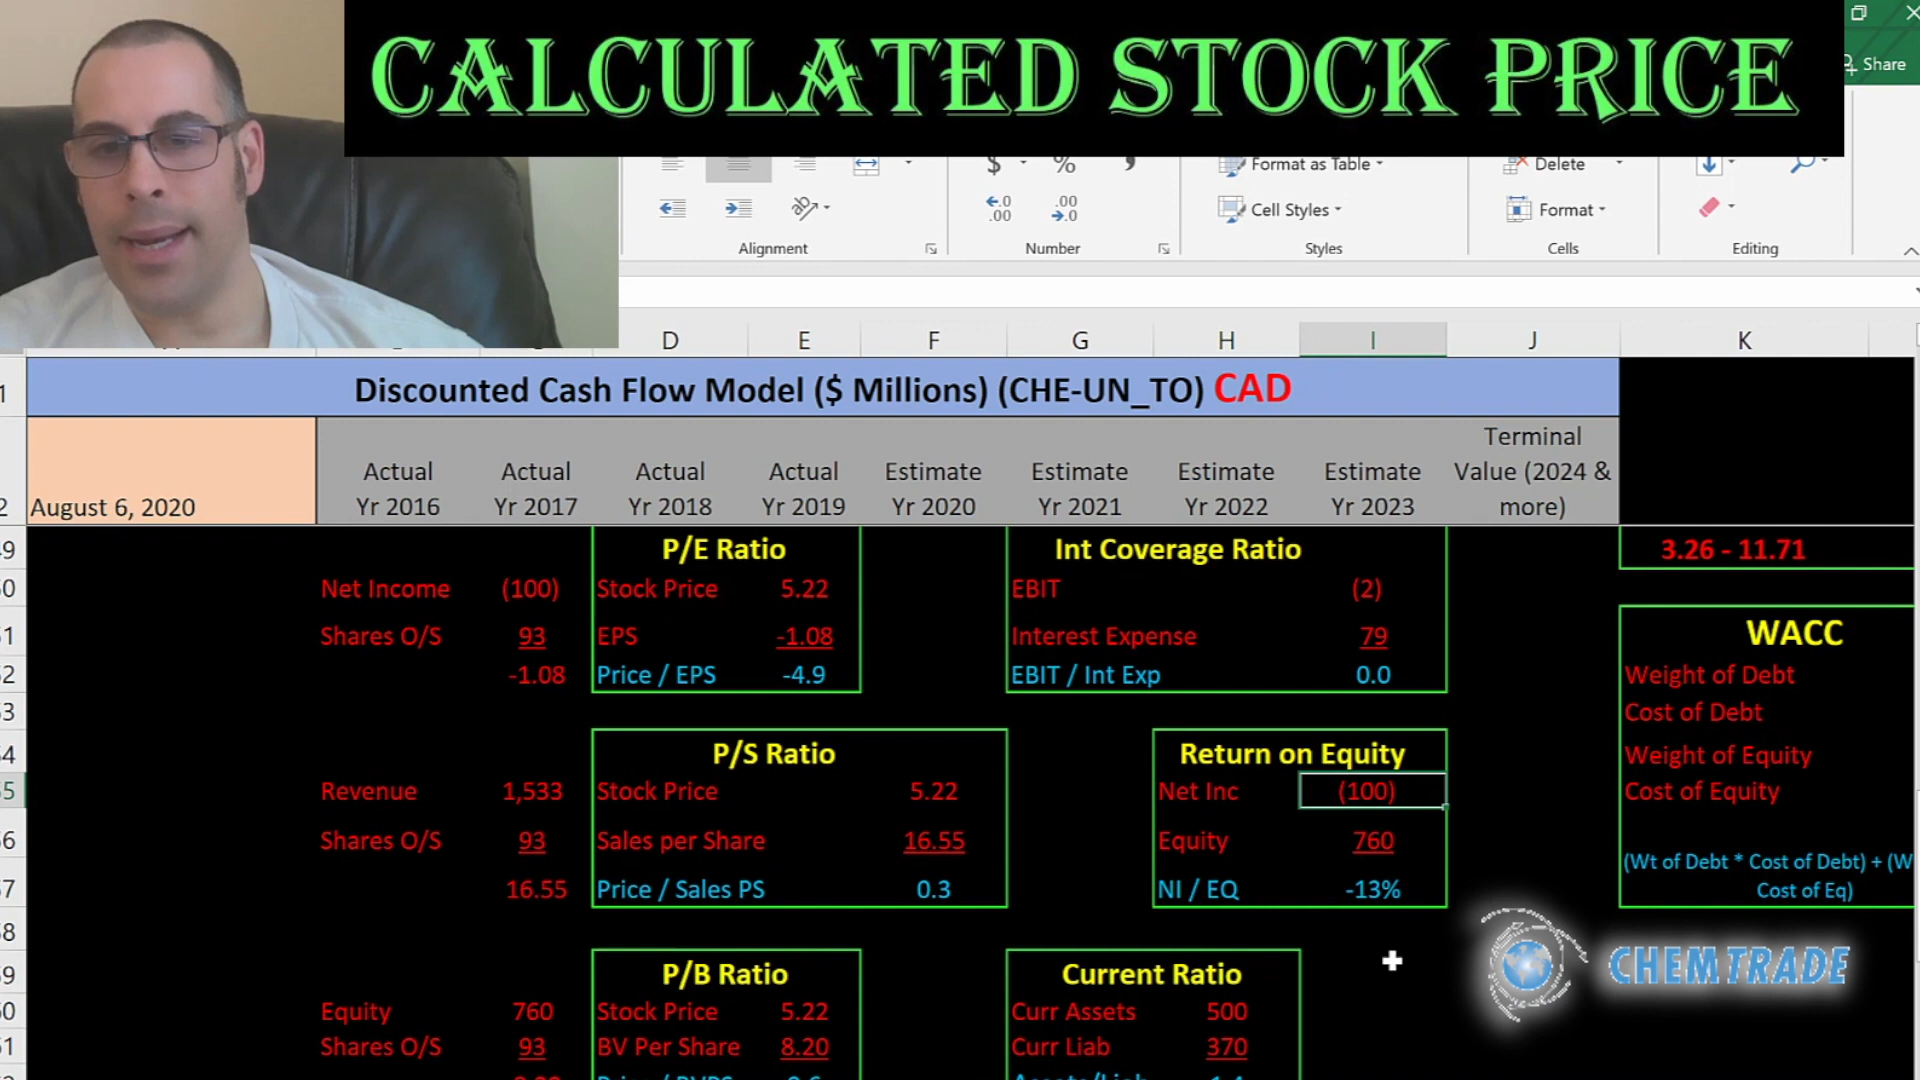 CALCULATED STOCK PRICE
Share
Format as Table
Delete
Cell Styles
Format
Alignment
Number
Styles
Cells
Editing
D E F G H I J K
1 Discounted Cash Flow Model ($ Millions) (CHE-UN_TO) CAD
2 August 6, 2020
Actual Yr 2016
Actual Yr 2017
Actual Yr 2018
Actual Yr 2019
Estimate Yr 2020
Estimate Yr 2021
Estimate Yr 2022
Estimate Yr 2023
Terminal Value (2024 & more)
P/E Ratio Int Coverage Ratio 3.26 - 11.71
Net Income (100) Stock Price 5.22 EBIT (2)
Shares O/S 93 EPS -1.08 Interest Expense 79 WACC
-1.08 Price / EPS -4.9 EBIT / Int Exp 0.0 Weight of Debt
Cost of Debt
P/S Ratio Return on Equity Weight of Equity
Revenue 1,533 Stock Price 5.22 Net Inc (100) Cost of Equity
Shares O/S 93 Sales per Share 16.55 Equity 760
(Wt of Debt * Cost of Debt) + (W
Cost of Eq)
16.55 Price / Sales PS 0.3 NI / EQ -13%
CHEMTRADE
P/B Ratio Current Ratio
Equity 760 Stock Price 5.22 Curr Assets 500
Shares O/S 93 BV Per Share 8.20 Curr Liab 370